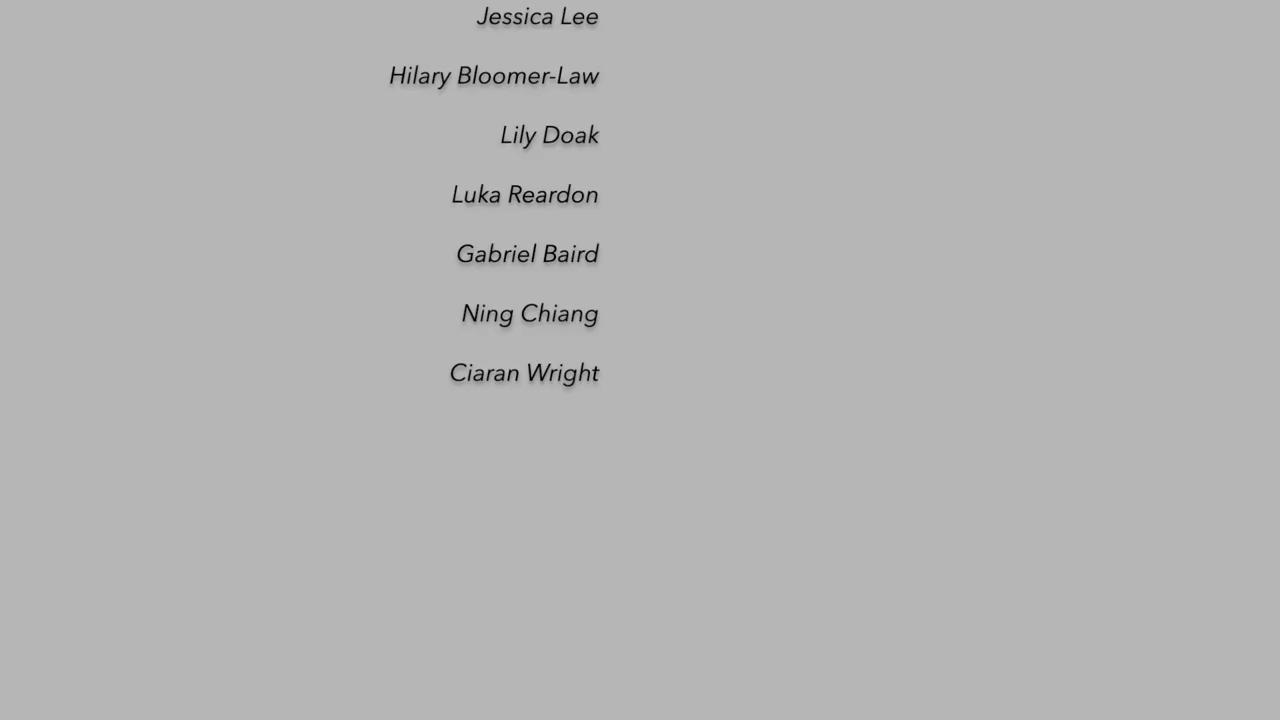 Jessica Lee
Hilary Bloomer-Law
Lily Doak
Luka Reardon
Gabriel Baird
Ning Chiang
Ciaran Wright